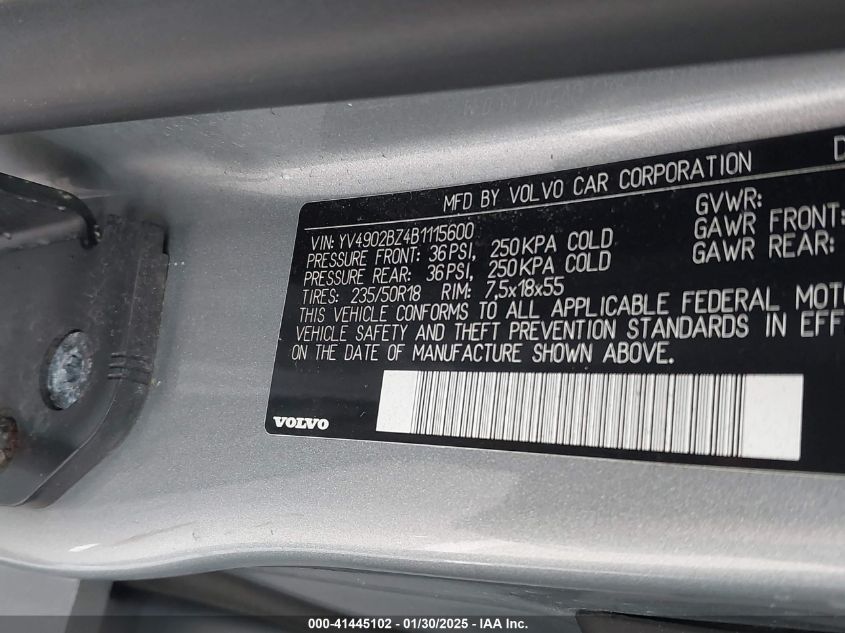 MFD BY VOLVO CAR CORPORATION
VIN: YV4902BZ4B1115600
PRESSURE FRONT: 36PSI, 250KPA COLD
PRESSURE REAR: 36PSI, 250KPA COLD
TIRES: 235/50R18 RIM: 7,5x18x55
GVWR:
GAWR FRONT:
GAWR REAR:
THIS VEHICLE CONFORMS TO ALL APPLICABLE FEDERAL MOT
VEHICLE SAFETY AND THEFT PREVENTION STANDARDS IN EFF
ON THE DATE OF MANUFACTURE SHOWN ABOVE.
VOLVO
000-41445102 - 01/30/2025 - IAA Inc.